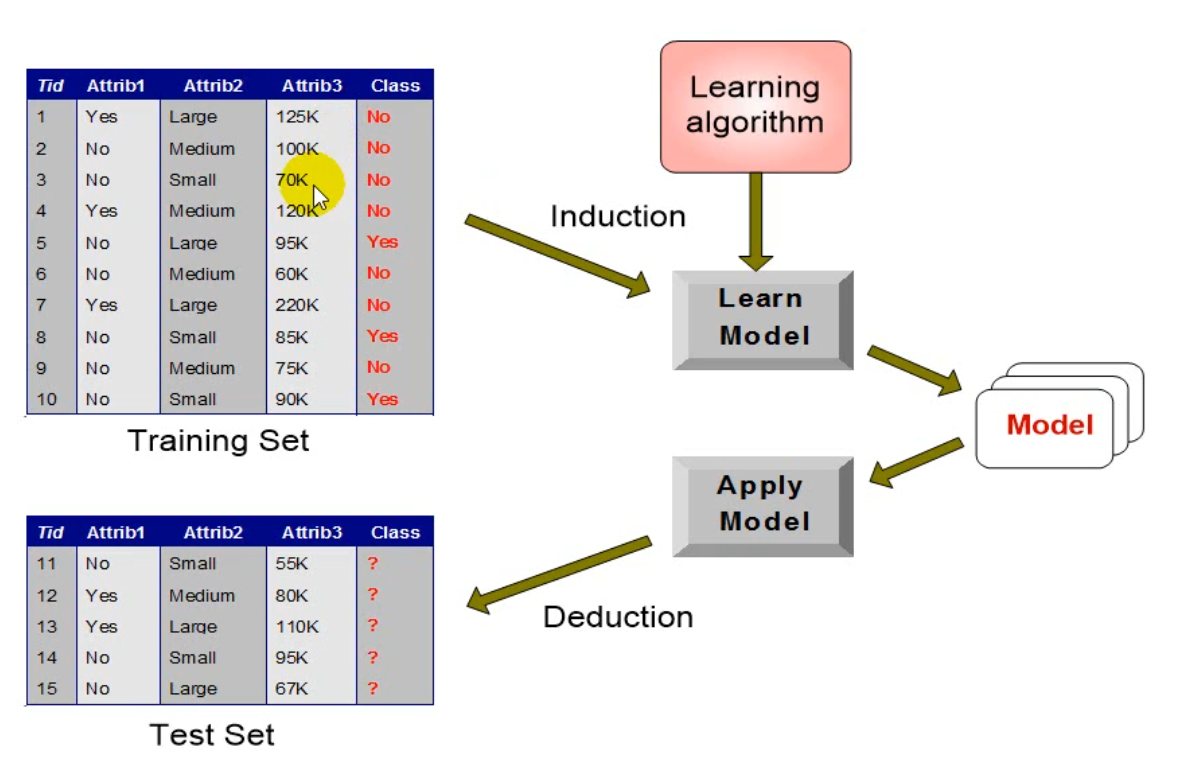 Tid Attrib1 Attrib2 Attrib3 Class
1 Yes Large 125K No
2 No Medium 100K No
3 No Small 70K No
4 Yes Medium 120K No
5 No Large 95K Yes
6 No Medium 60K No
7 Yes Large 220K No
8 No Small 85K Yes
9 No Medium 75K No
10 No Small 90K Yes
Training Set
Learning
algorithm
Induction
Learn
Model
Model
Apply
Model
Deduction
Tid Attrib1 Attrib2 Attrib3 Class
11 No Small 55K ?
12 Yes Medium 80K ?
13 Yes Large 110K ?
14 No Small 95K ?
15 No Large 67K ?
Test Set